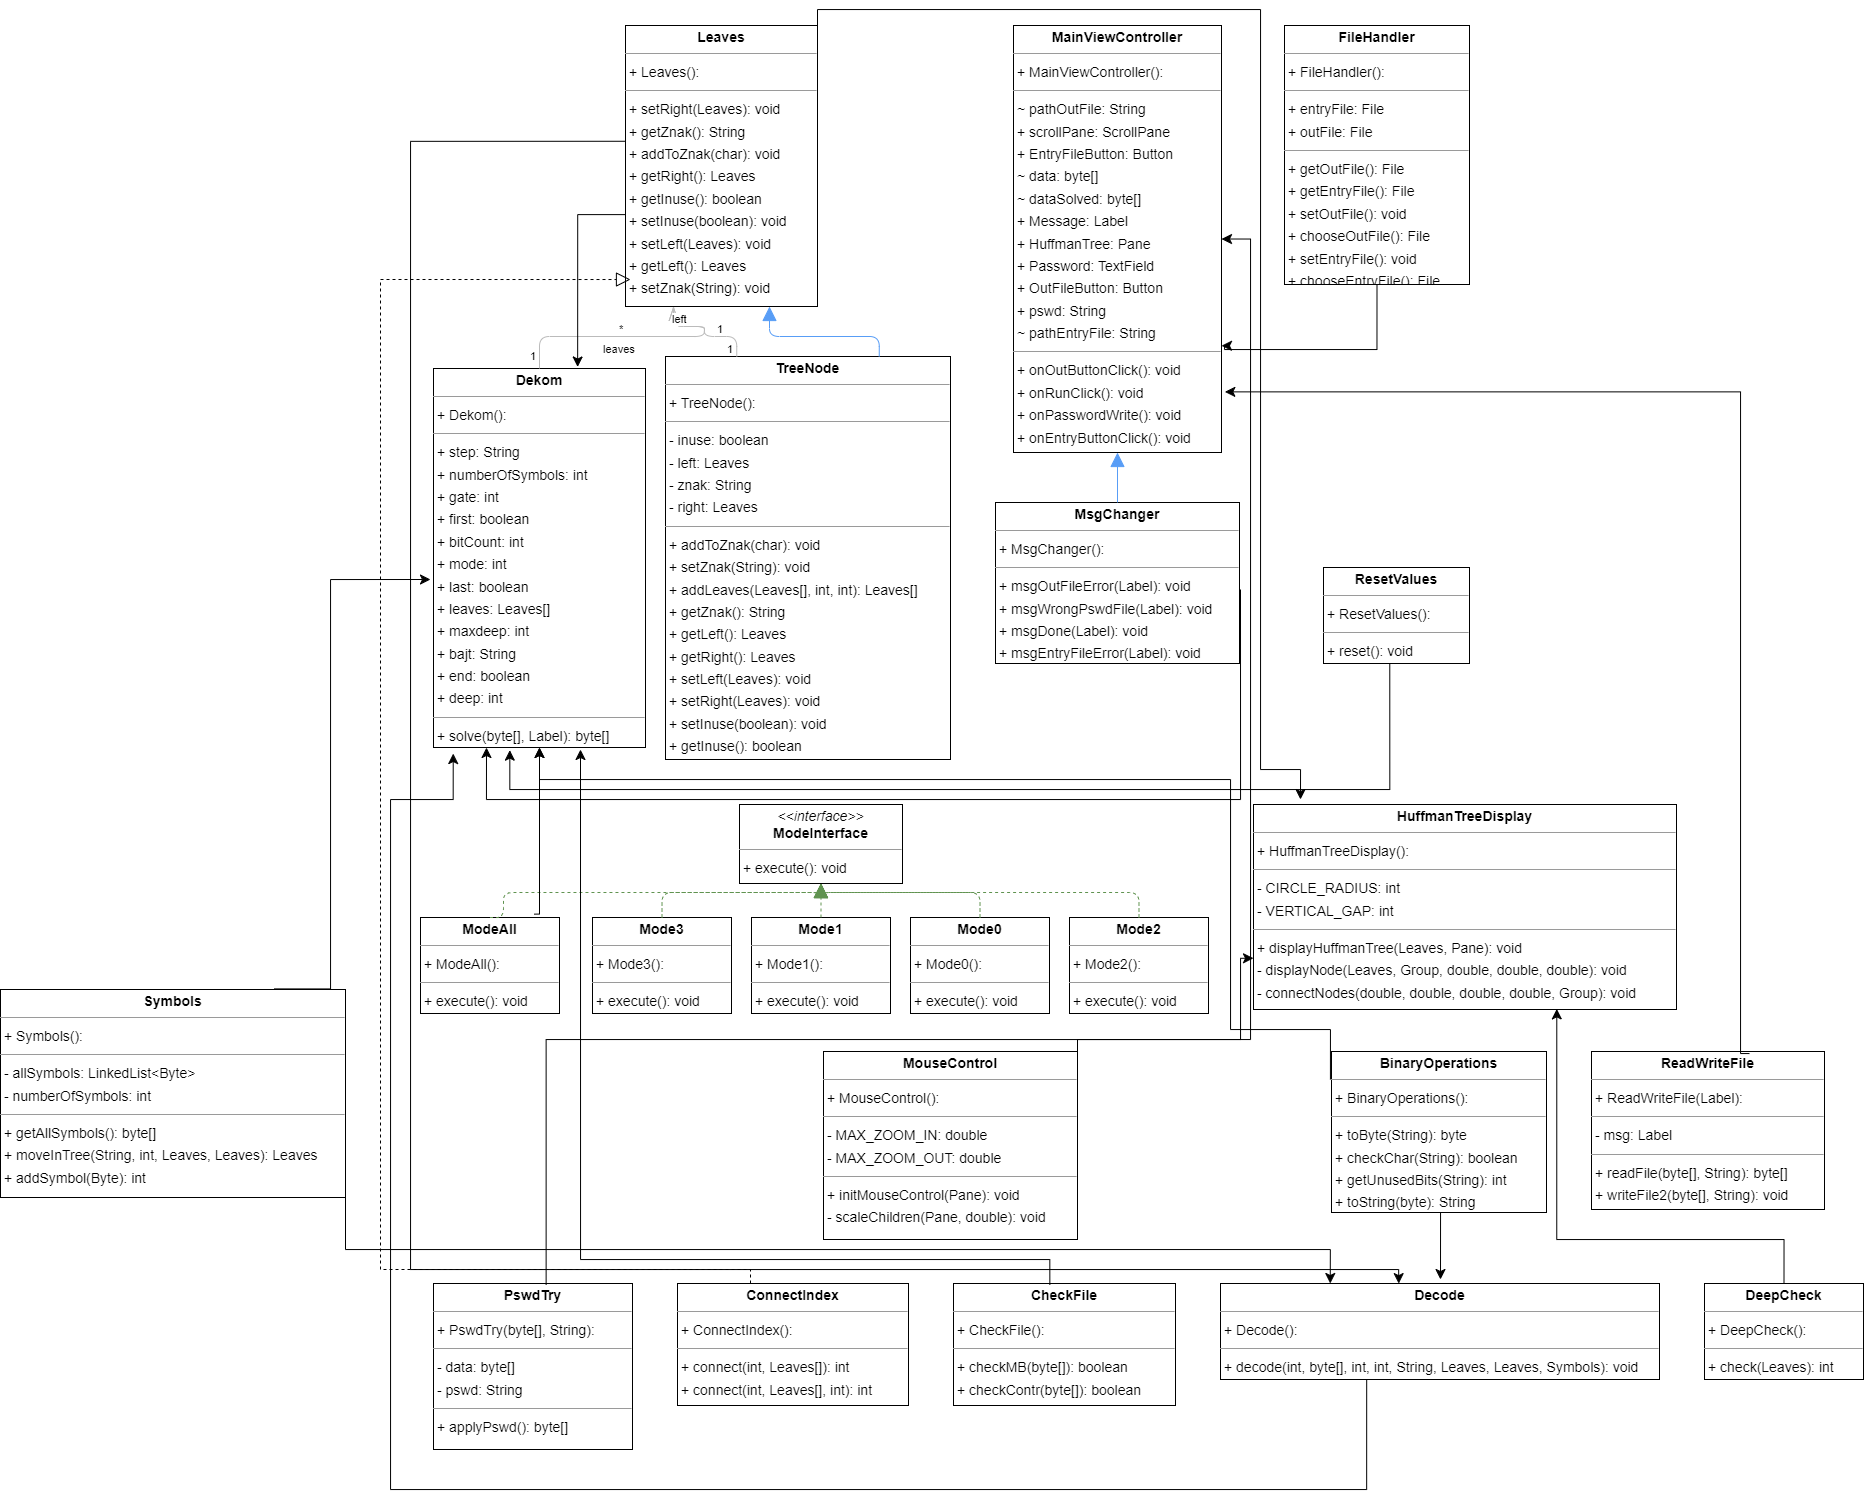 Leaves
+ Leaves():
+ setRight(Leaves): void
+ getZnak(): String
+ addToZnak(char): void
+ getRight(): Leaves
+ getInuse(): boolean
+ setInuse(boolean): void
+ setLeft(Leaves): void
+ getLeft(): Leaves
+ setZnak(String): void
MainViewController
+ MainViewController():
~ pathOutFile: String
+ scrollPane: ScrollPane
+ EntryFileButton: Button
~ data: byte[]
~ dataSolved: byte[]
+ Message: Label
+ HuffmanTree: Pane
+ Password: TextField
+ OutFileButton: Button
+ pswd: String
~ pathEntryFile: String
+ onOutButtonClick(): void
+ onRunClick(): void
+ onPasswordWrite(): void
+ onEntryButtonClick(): void
FileHandler
+ FileHandler():
+ entryFile: File
+ outFile: File
+ getOutFile(): File
+ getEntryFile(): File
+ setOutFile(): void
+ chooseOutFile(): File
+ setEntryFile(): void
+ chooseEntryFile(): File
left
*
1
leaves
1
1
Dekom
+ Dekom():
+ step: String
+ numberOfSymbols: int
+ gate: int
+ first: boolean
+ bitCount: int
+ mode: int
+ last: boolean
+ leaves: Leaves[]
+ maxdeep: int
+ bajt: String
+ end: boolean
+ deep: int
+ solve(byte[], Label): byte[]
TreeNode
+ TreeNode():
- inuse: boolean
- left: Leaves
- znak: String
- right: Leaves
+ addToZnak(char): void
+ setZnak(String): void
+ addLeaves(Leaves[], int, int): Leaves[]
+ getZnak(): String
+ getLeft(): Leaves
+ getRight(): Leaves
+ setLeft(Leaves): void
+ setRight(Leaves): void
+ setInuse(boolean): void
+ getInuse(): boolean
MsgChanger
+ MsgChanger():
+ msgOutFileError(Label): void
+ msgWrongPswdFile(Label): void
+ msgDone(Label): void
+ msgEntryFileError(Label): void
ResetValues
+ ResetValues():
+ reset(): void
<<interface>>
ModeInterface
+ execute(): void
HuffmanTreeDisplay
+ HuffmanTreeDisplay():
- CIRCLE_RADIUS: int
- VERTICAL_GAP: int
+ displayHuffmanTree(Leaves, Pane): void
- displayNode(Leaves, Group, double, double, double): void
- connectNodes(double, double, double, double, Group): void
ModeAll
+ ModeAll():
+ execute(): void
Mode3
+ Mode3():
+ execute(): void
Mode1
+ Mode1():
+ execute(): void
Mode0
+ Mode0():
+ execute(): void
Mode2
+ Mode2():
+ execute(): void
Symbols
+ Symbols():
- allSymbols: LinkedList<Byte>
- numberOfSymbols: int
+ getAllSymbols(): byte[]
+ moveInTree(String, int, Leaves, Leaves): Leaves
+ addSymbol(Byte): int
MouseControl
+ MouseControl():
- MAX_ZOOM_IN: double
- MAX_ZOOM_OUT: double
+ initMouseControl(Pane): void
- scaleChildren(Pane, double): void
BinaryOperations
+ BinaryOperations():
+ toByte(String): byte
+ checkChar(String): boolean
+ getUnusedBits(String): int
+ toString(byte): String
ReadWriteFile
+ ReadWriteFile(Label):
- msg: Label
+ readFile(byte[], String): byte[]
+ writeFile2(byte[], String): void
PswdTry
+ PswdTry(byte[], String):
- data: byte[]
- pswd: String
+ applyPswd(): byte[]
ConnectIndex
+ ConnectIndex():
+ connect(int, Leaves[]): int
+ connect(int, Leaves[], int): int
CheckFile
+ CheckFile():
+ checkMB(byte[]): boolean
+ checkContr(byte[]): boolean
Decode
+ Decode():
+ decode(int, byte[], int, int, String, Leaves, Leaves, Symbols): void
DeepCheck
+ DeepCheck():
+ check(Leaves): int